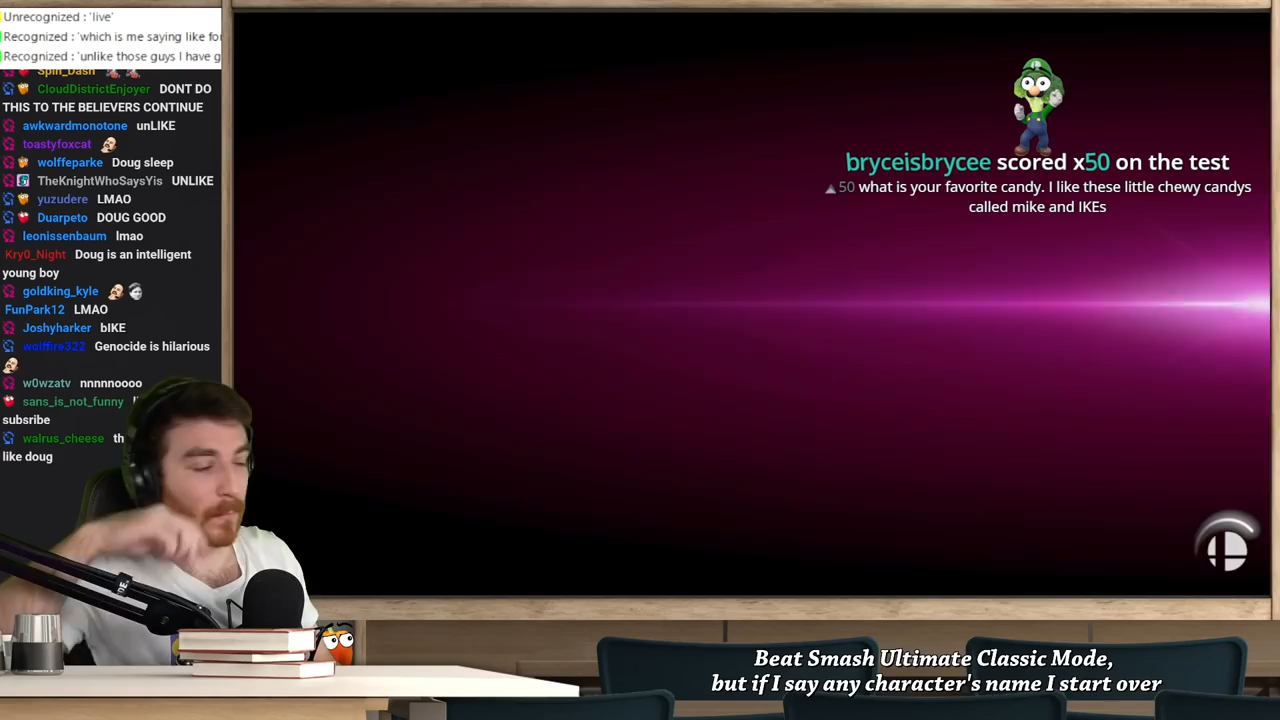 Unrecognized : 'live'
Recognized : 'which is me saying like for
Recognized : 'unlike those guys I have g
Spin_Dash
CloudDistrictEnjoyer DONT DO
THIS TO THE BELIEVERS CONTINUE
awkwardmonotone unLIKE
toastyfoxcat
wolffeparke Doug sleep
TheKnightWhoSaysYis UNLIKE
yuzudere LMAO
Duarpeto DOUG GOOD
leonissenbaum lmao
Kry0_Night Doug is an intelligent
young boy
goldking_kyle
FunPark12 LMAO
Joshyharker bIKE
wolffire322 Genocide is hilarious
w0wzatv nnnnnoooo
sans_is_not_funny
subsribe
walrus_cheese th
like doug
bryceisbrycee scored x50 on the test
50 what is your favorite candy. I like these little chewy candys
called mike and IKEs
Beat Smash Ultimate Classic Mode,
but if I say any character's name I start over